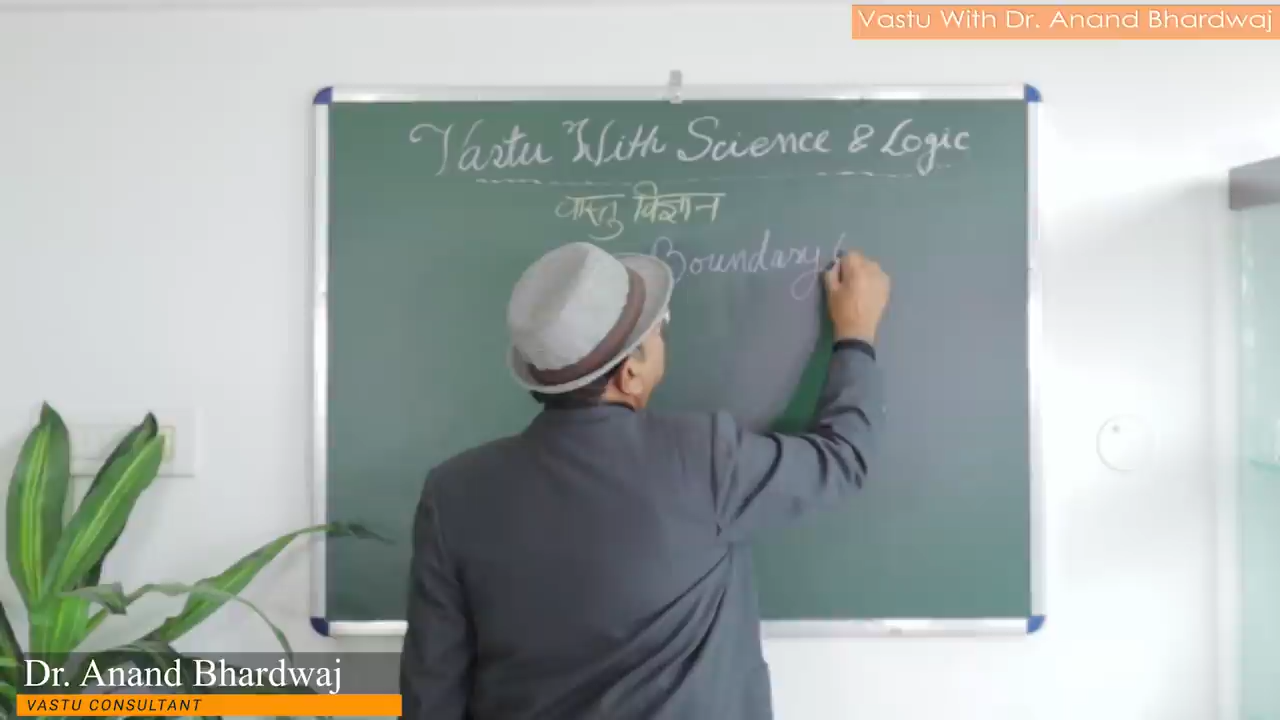 Vastu With Dr. Anand Bhardwaj
Vastu With Science & Logic
वास्तु विज्ञान
Boundary
Dr. Anand Bhardwaj
VASTU CONSULTANT